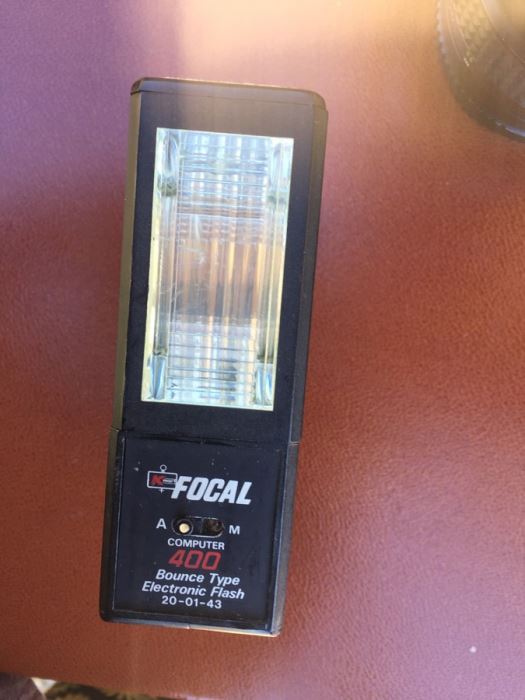 K FOCAL
A M
COMPUTER
400
Bounce Type
Electronic Flash
20-01-43